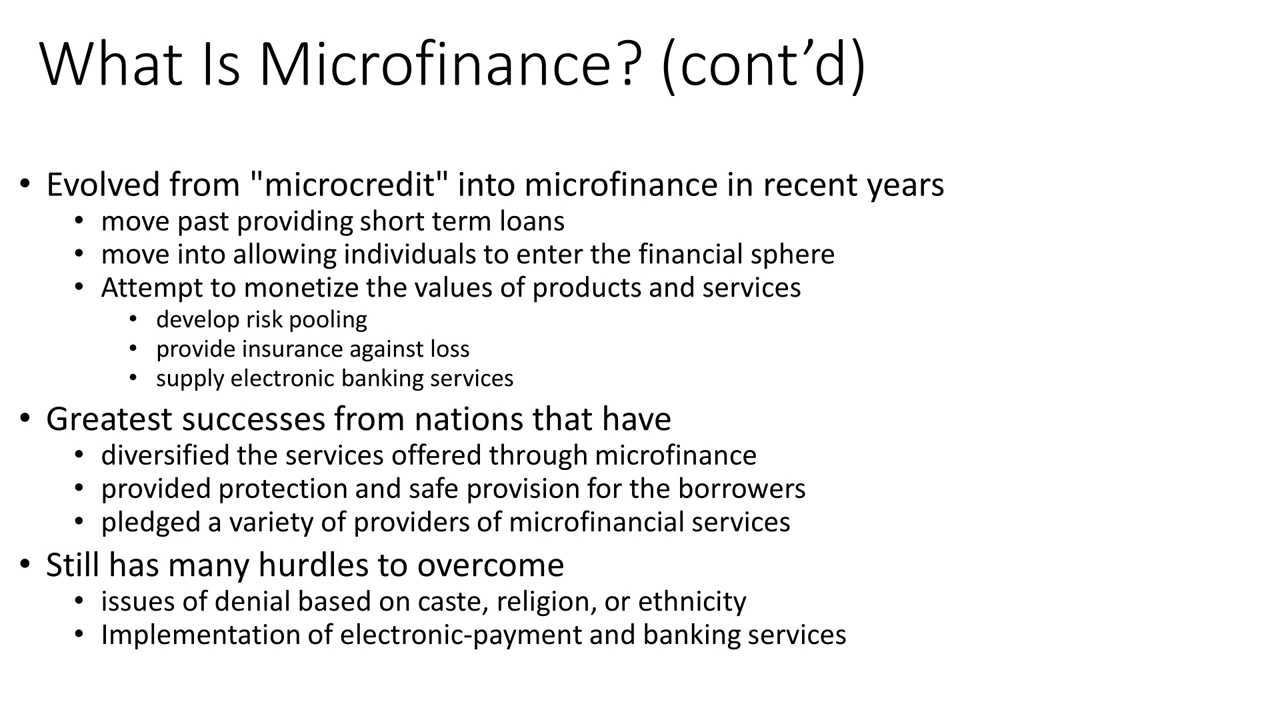 What Is Microfinance? (cont’d)
• Evolved from "microcredit" into microfinance in recent years
• move past providing short term loans
• move into allowing individuals to enter the financial sphere
• Attempt to monetize the values of products and services
• develop risk pooling
• provide insurance against loss
• supply electronic banking services
• Greatest successes from nations that have
• diversified the services offered through microfinance
• provided protection and safe provision for the borrowers
• pledged a variety of providers of microfinancial services
• Still has many hurdles to overcome
• issues of denial based on caste, religion, or ethnicity
• Implementation of electronic-payment and banking services